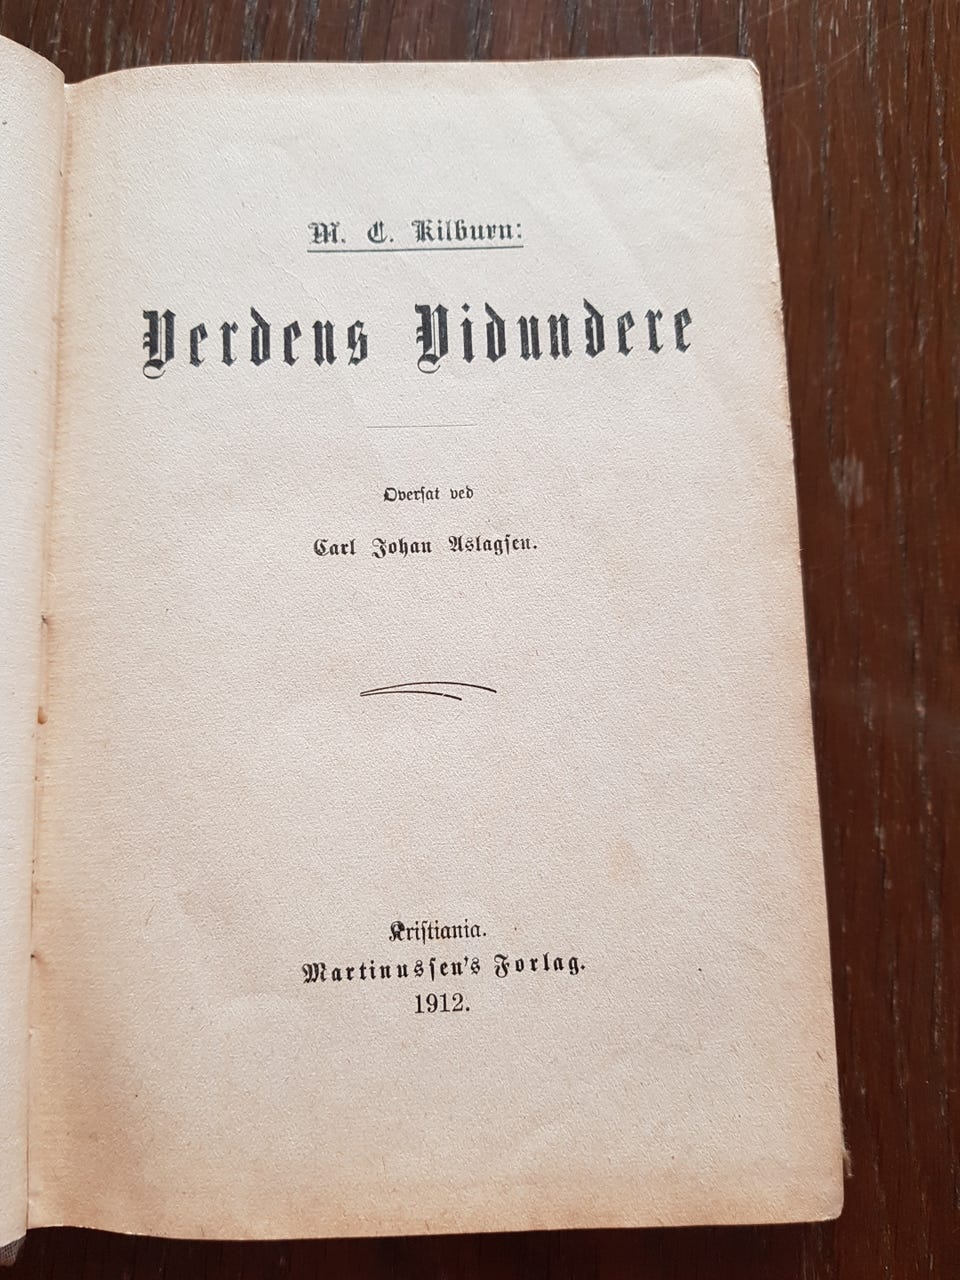 M. C. Kilburn:
Verdens Vidundere
Oversat ved
Carl Johan Aslagsen.
Kristiania.
Martinussen's Forlag.
1912.